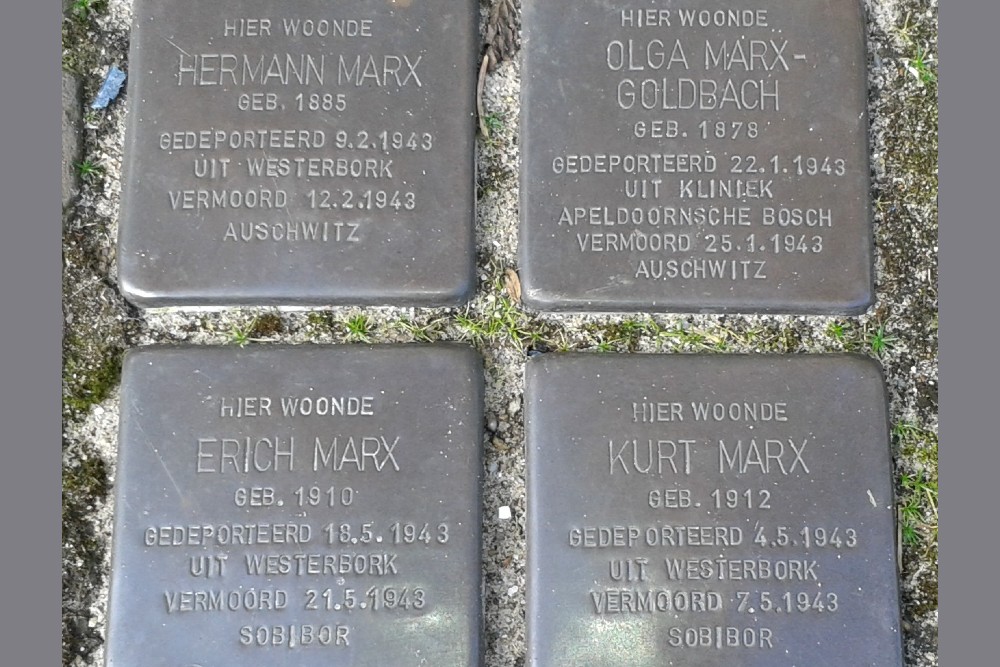 HIER WOONDE
HERMANN MARX
GEB. 1885
GEDEPORTEERD 9.2.1943
UIT WESTERBORK
VERMOORD 12.2.1943
AUSCHWITZ
HIER WOONDE
OLGA MARX-
GOLDBACH
GEB. 1878
GEDEPORTEERD 22.1.1943
UIT KLINIEK
APELDOORNSCHE BOSCH
VERMOORD 25.1.1943
AUSCHWITZ
HIER WOONDE
ERICH MARX
GEB. 1910
GEDEPORTEERD 18.5.1943
UIT WESTERBORK
VERMOORD 21.5.1943
SOBIBOR
HIER WOONDE
KURT MARX
GEB. 1912
GEDEPORTEERD 4.5.1943
UIT WESTERBORK
VERMOORD 7.5.1943
SOBIBOR